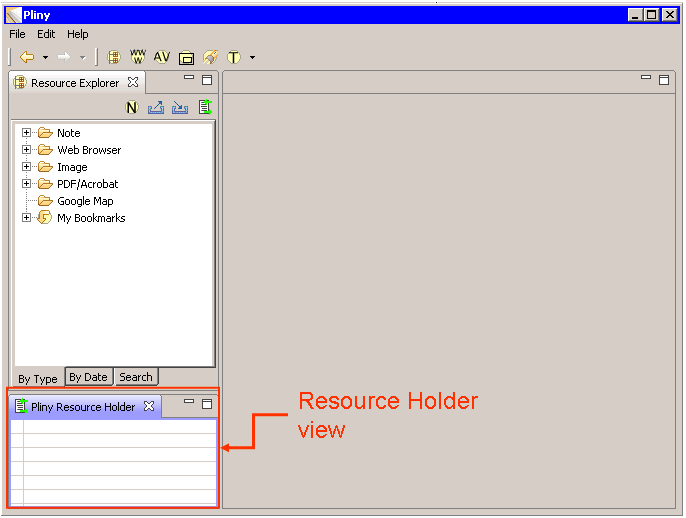 Pliny
File Edit Help
N W W AV T
Resource Explorer
N
Note
Web Browser
Image
PDF/Acrobat
Google Map
My Bookmarks
By Type By Date Search
Pliny Resource Holder
Resource Holder
view